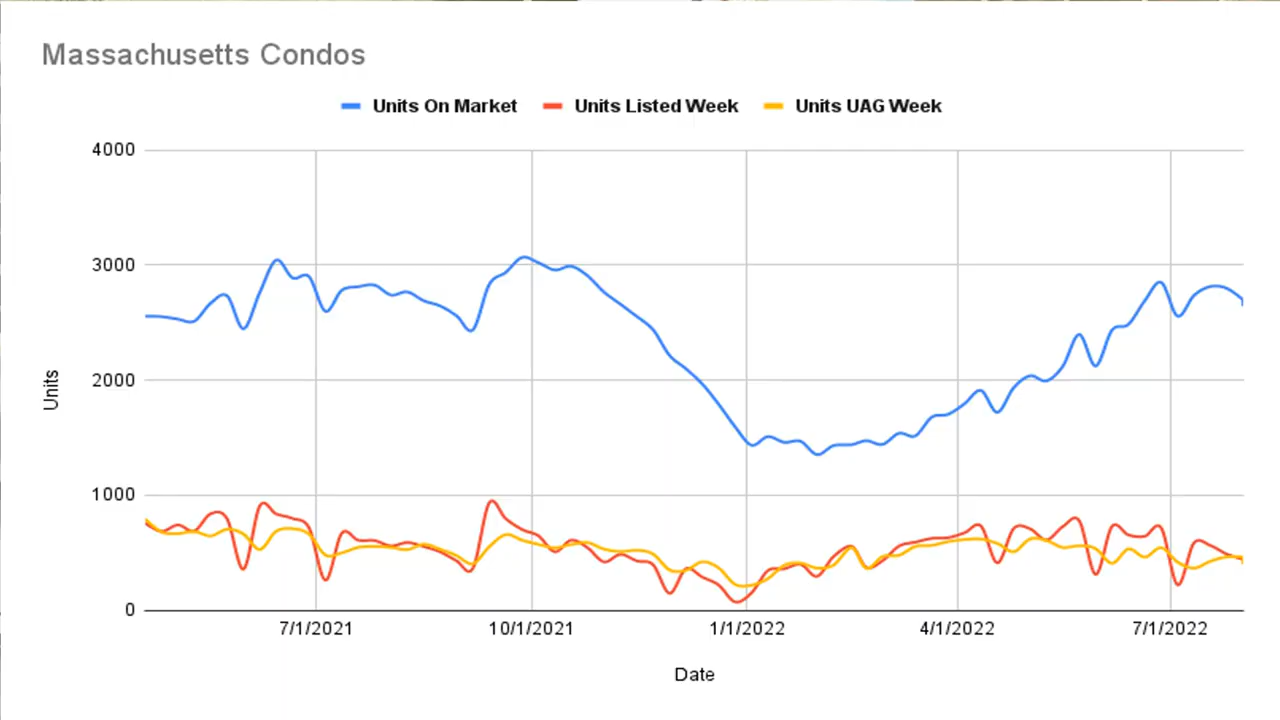 Massachusetts Condos
Units On Market Units Listed Week Units UAG Week
4000
3000
2000
1000
0
Units
7/1/2021 10/1/2021 1/1/2022 4/1/2022 7/1/2022
Date